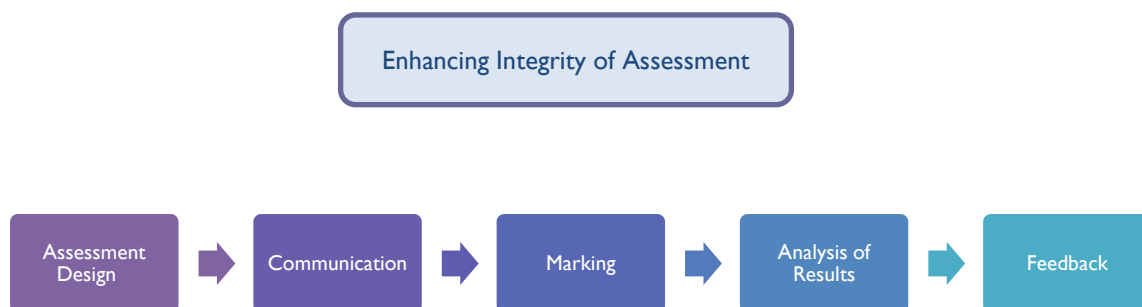 Enhancing Integrity of Assessment
Assessment
Design
Communication
Marking
Analysis of
Results
Feedback